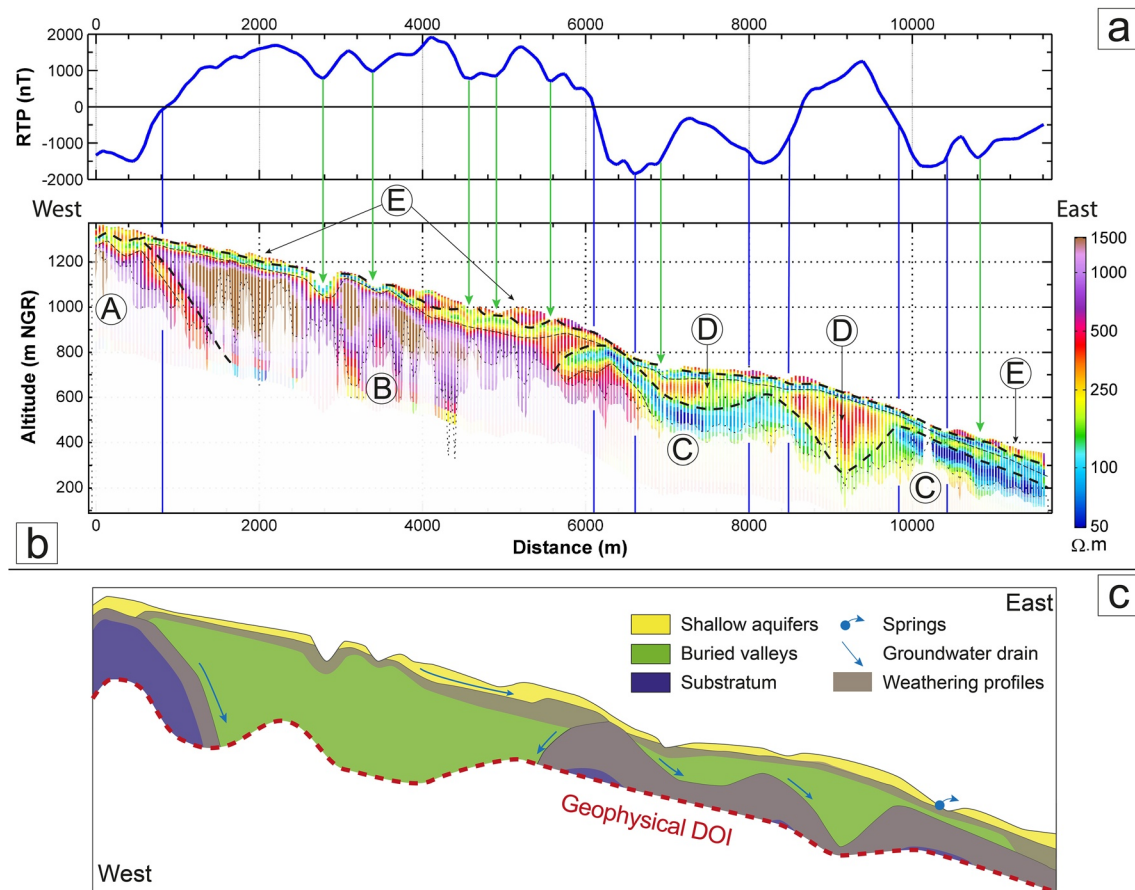 a
0 2000 4000 6000 8000 10000
2000
1000
0
-1000
-2000
RTP (nT)
West
East
E
1200
1000
800
600
400
200
Altitude (m NGR)
A
B
C
D
D
C
E
1500
1000
500
250
100
50
Ω.m
0 2000 4000 6000 8000 10000
Distance (m)
b
c
East
Shallow aquifers
Buried valleys
Substratum
Springs
Groundwater drain
Weathering profiles
Geophysical DOI
West